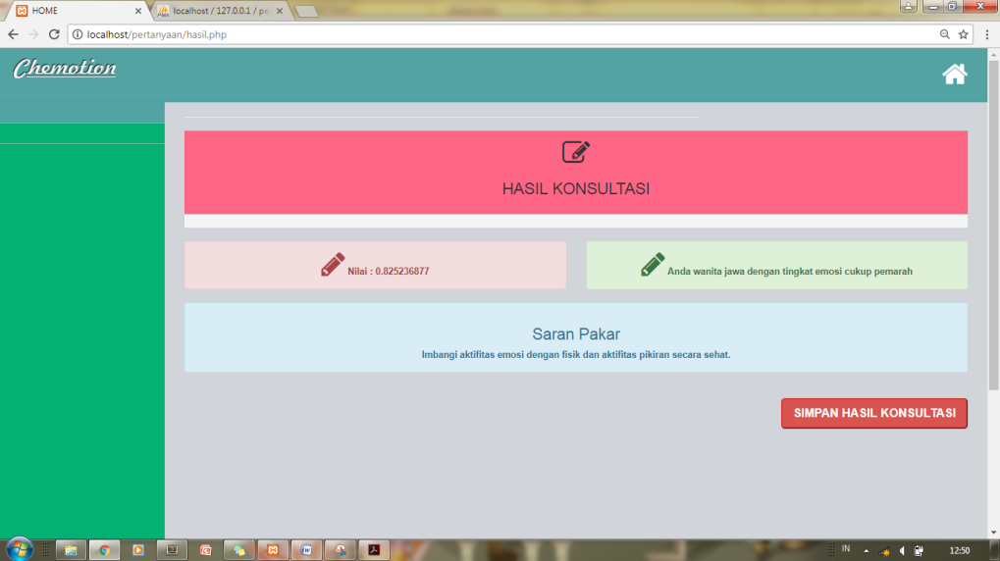 HOME
localhost / 127.0.0.1 / pe
localhost/pertanyaan/hasil.php
Chemotion
HASIL KONSULTASI
Nilai : 0.825236877
Anda wanita jawa dengan tingkat emosi cukup pemarah
Saran Pakar
Imbangi aktifitas emosi dengan fisik dan aktifitas pikiran secara sehat.
SIMPAN HASIL KONSULTASI
IN
12:50